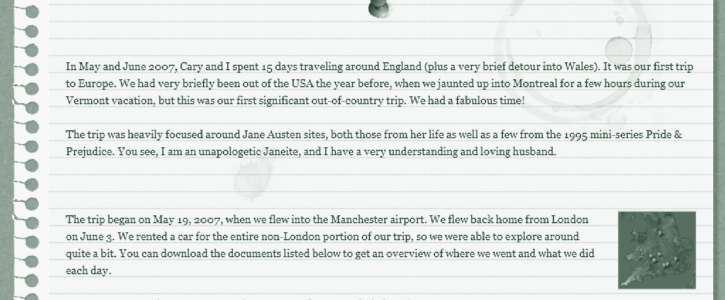 In May and June 2007, Cary and I spent 15 days traveling around England (plus a very brief detour into Wales). It was our first trip
to Europe. We had very briefly been out of the USA the year before, when we jaunted up into Montreal for a few hours during our
Vermont vacation, but this was our first significant out-of-country trip. We had a fabulous time!
The trip was heavily focused around Jane Austen sites, both those from her life as well as a few from the 1995 mini-series Pride &
Prejudice. You see, I am an unapologetic Janeite, and I have a very understanding and loving husband.
The trip began on May 19, 2007, when we flew into the Manchester airport. We flew back home from London
on June 3. We rented a car for the entire non-London portion of our trip, so we were able to explore around
quite a bit. You can download the documents listed below to get an overview of where we went and what we did
each day.